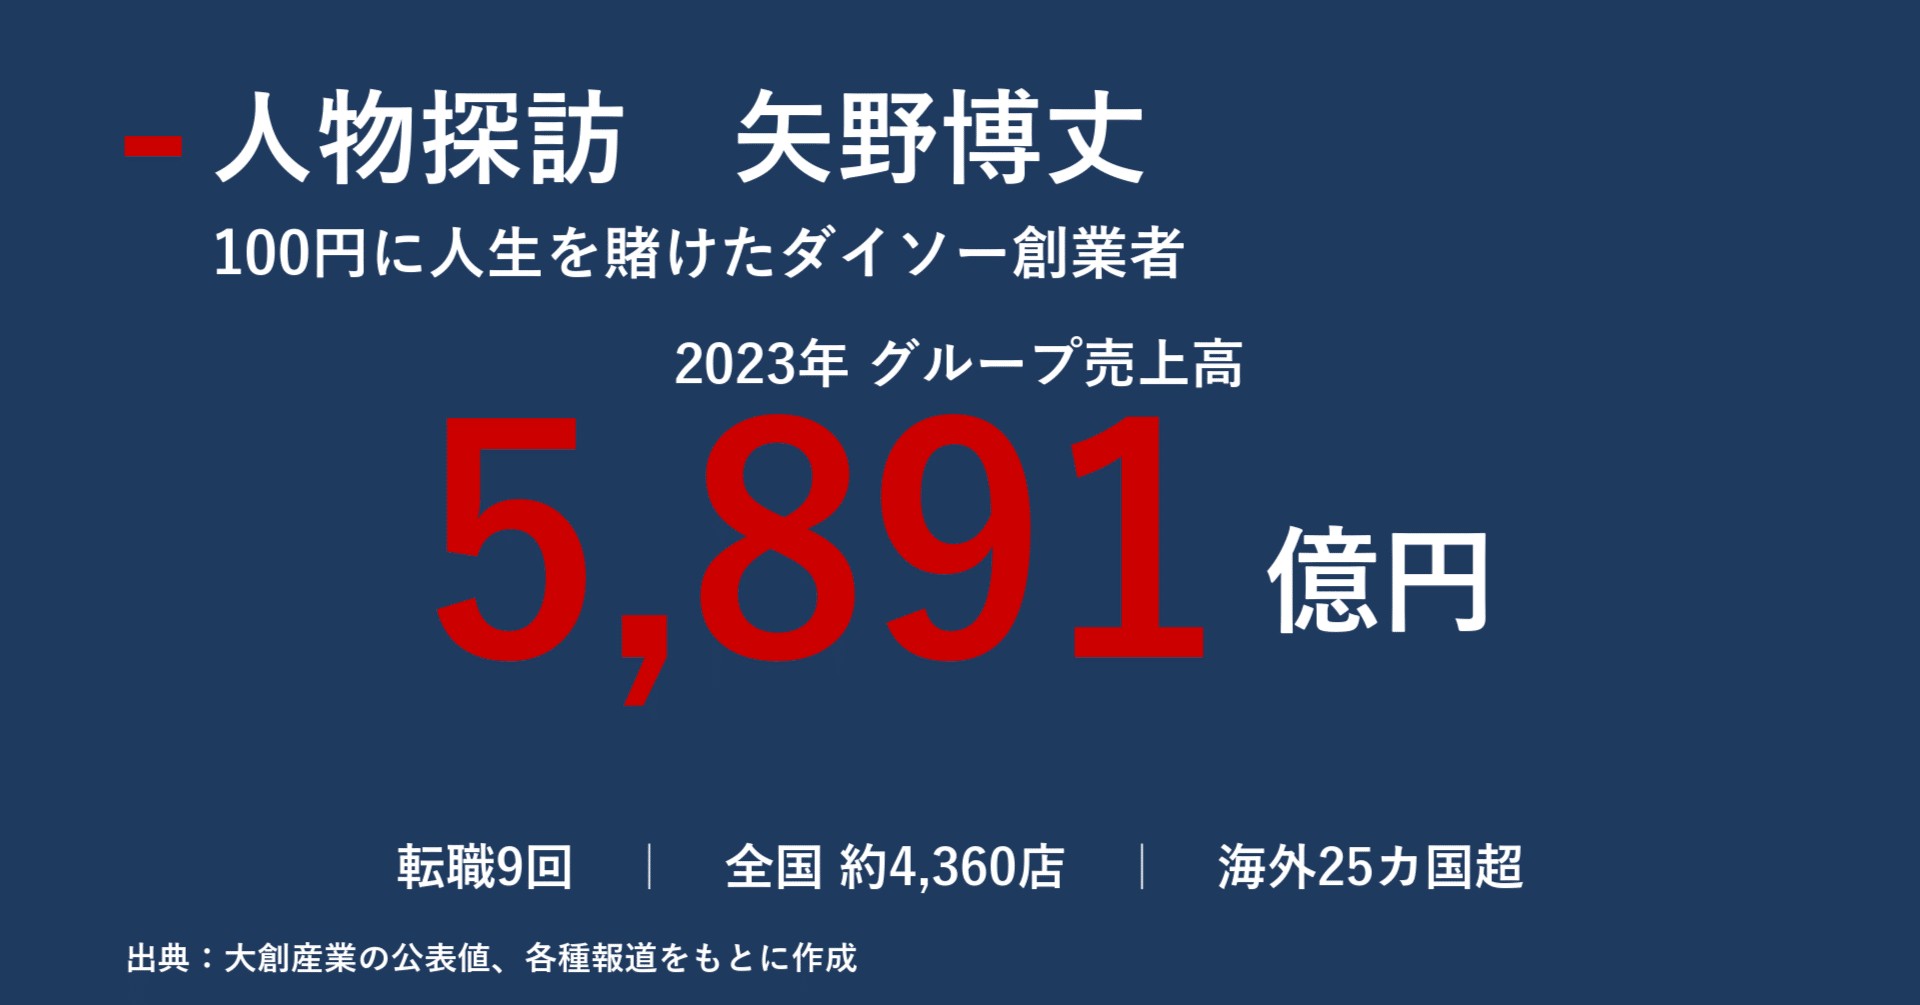 人物探訪　矢野博丈
100円に人生を賭けたダイソー創業者
2023年 グループ売上高
5,891 億円
転職9回 ｜ 全国 約4,360店 ｜ 海外25カ国超
出典：大創産業の公表値、各種報道をもとに作成